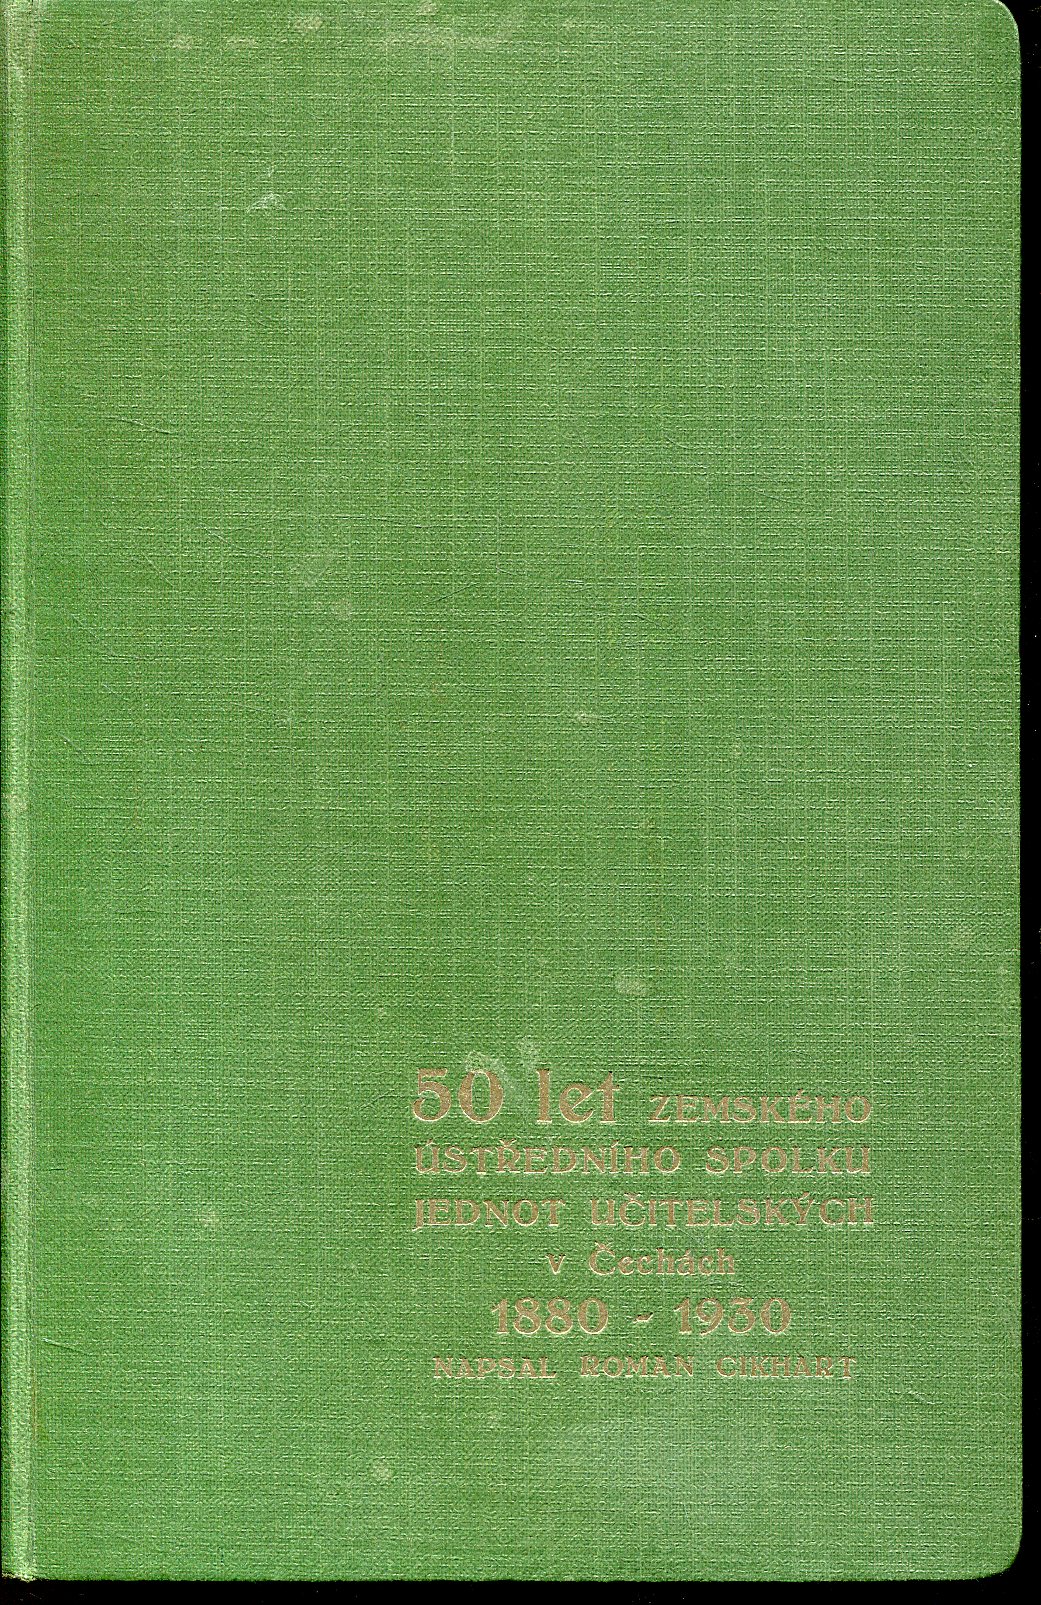 50 let ZEMSKÉHO
ÚSTŘEDNÍHO SPOLKU
JEDNOT UČITELSKÝCH
v Čechách
1880 - 1930
NAPSAL ROMAN CIKHART